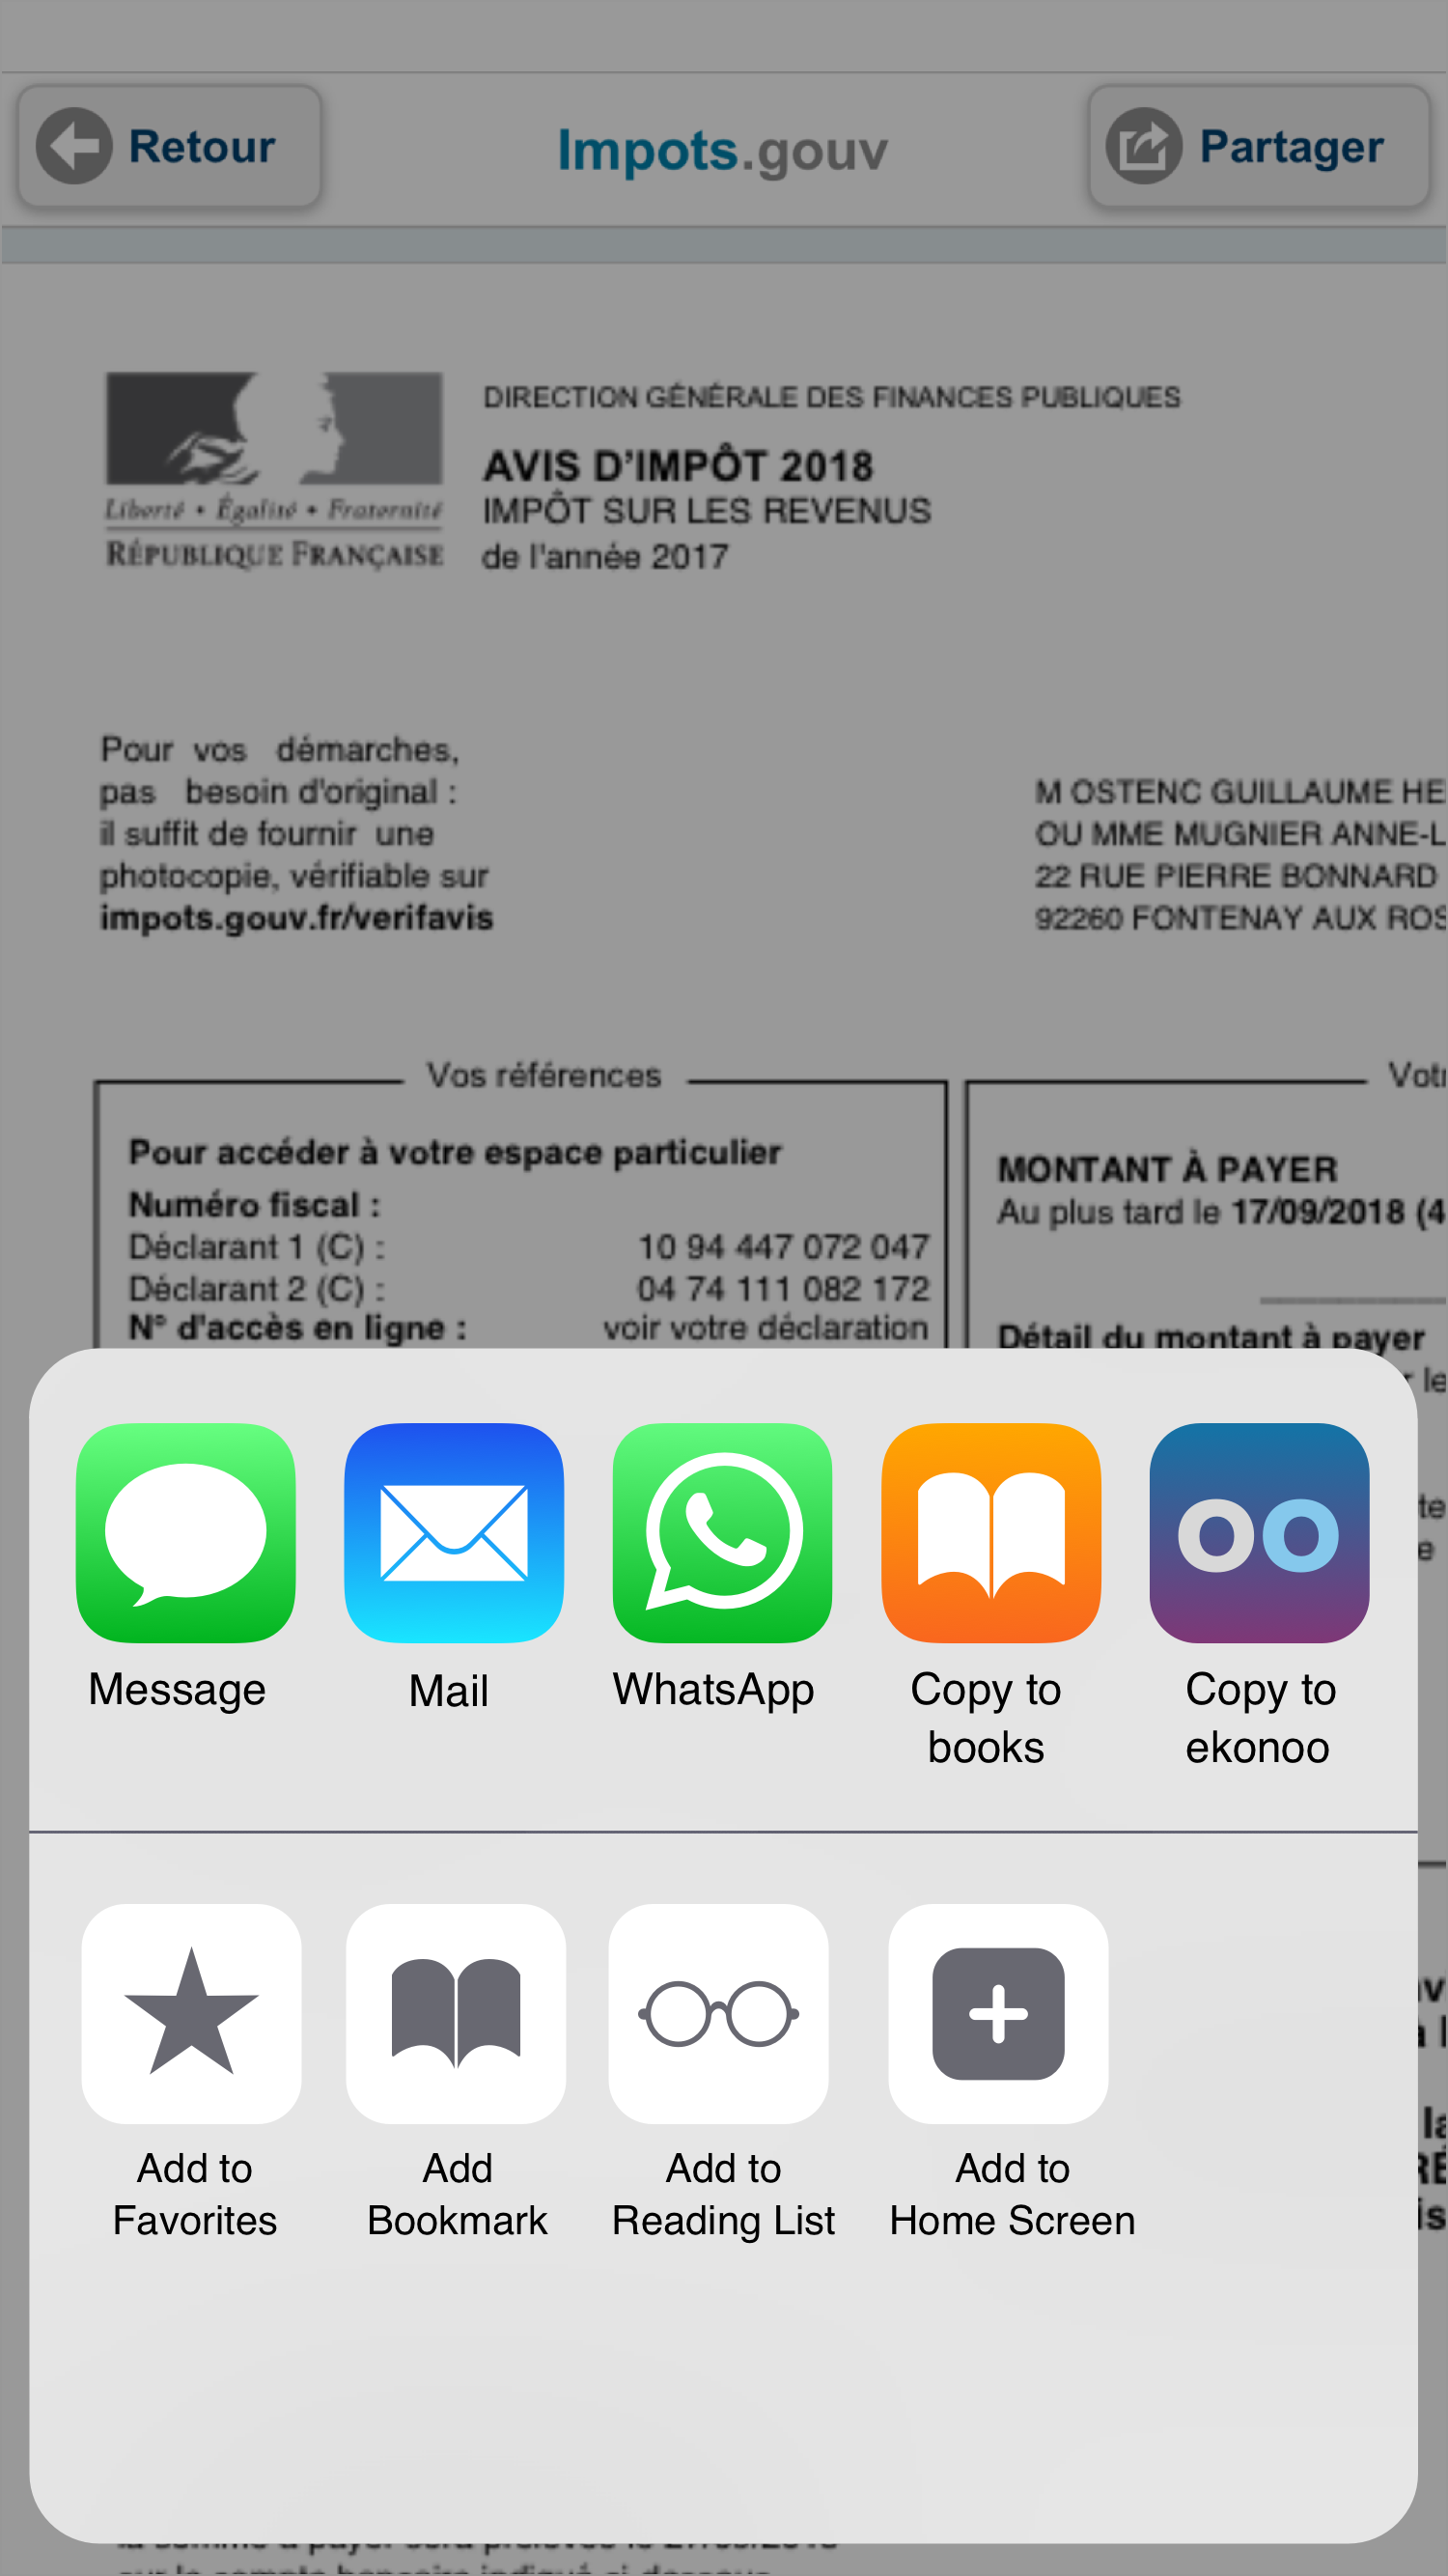 Retour
Impots.gouv
Partager
DIRECTION GÉNÉRALE DES FINANCES PUBLIQUES
AVIS D'IMPÔT 2018
IMPÔT SUR LES REVENUS
de l'année 2017
Liberté • Égalité • Fraternité
RÉPUBLIQUE FRANÇAISE
Pour vos démarches,
pas besoin d'original :
il suffit de fournir une
photocopie, vérifiable sur
impots.gouv.fr/verifavis
M OSTENC GUILLAUME HE
OU MME MUGNIER ANNE-L
22 RUE PIERRE BONNARD
92260 FONTENAY AUX ROS
Vos références
Pour accéder à votre espace particulier
Numéro fiscal :
Déclarant 1 (C) : 10 94 447 072 047
Déclarant 2 (C) : 04 74 111 082 172
N° d'accès en ligne : voir votre déclaration
Votr
MONTANT À PAYER
Au plus tard le 17/09/2018 (4
Détail du montant à payer
le
oo
Message
Mail
WhatsApp
Copy to
books
Copy to
ekonoo
Add to
Favorites
Add
Bookmark
Add to
Reading List
Add to
Home Screen